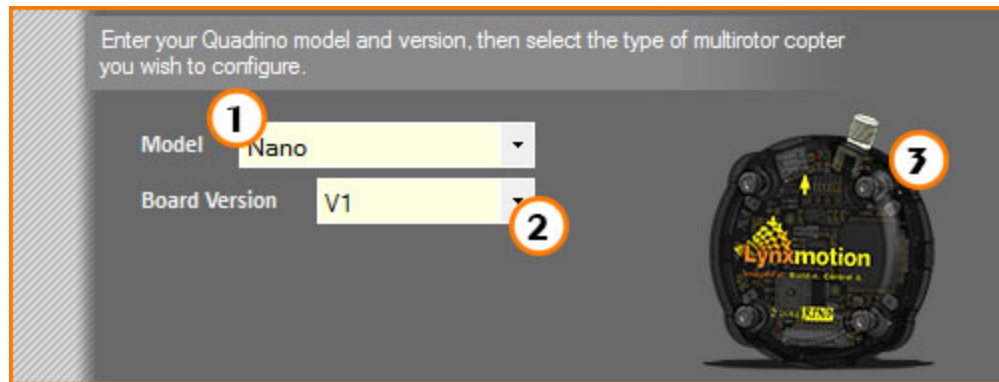 Enter your Quadrino model and version, then select the type of multirotor copter
you wish to configure.
1
Model Nano
3
Board Version V1
2
Lynxmotion